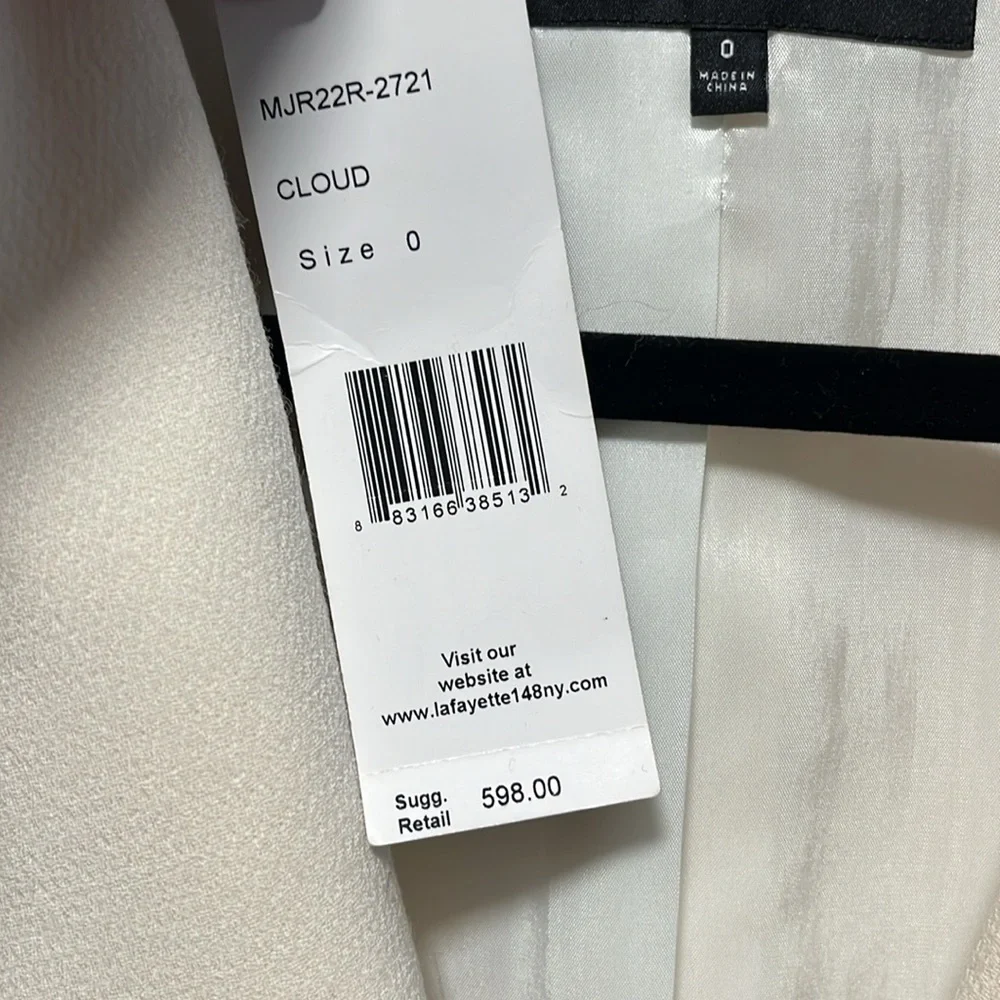 MJR22R-2721
CLOUD
Size 0
8 83166 38513 2
Visit our
website at
www.lafayette148ny.com
Sugg. 598.00
Retail
0
MADE IN
CHINA